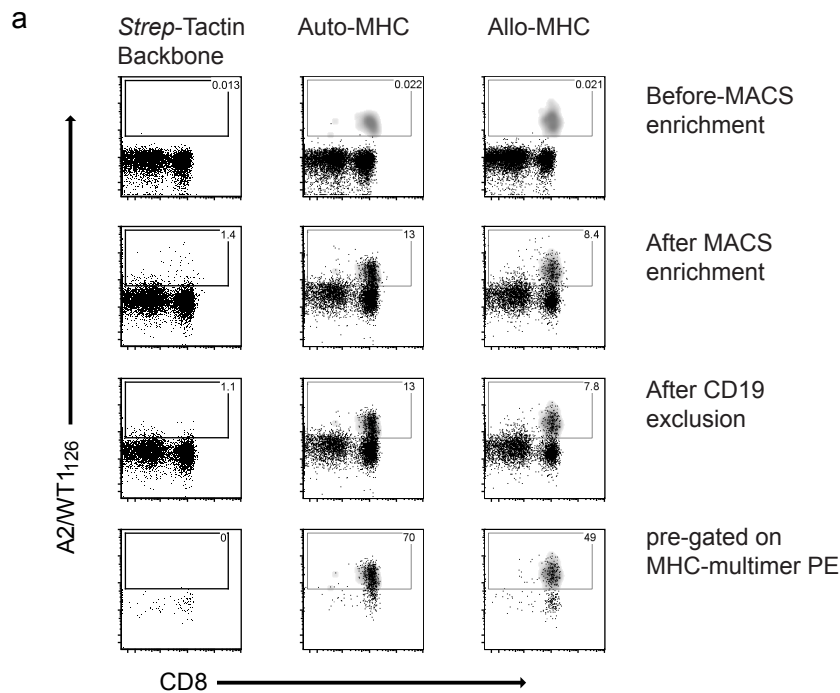 a
Strep-Tactin Backbone
Auto-MHC
Allo-MHC
0.013
0.022
0.021
Before-MACS
enrichment
1.4
13
8.4
After MACS
enrichment
1.1
13
7.8
After CD19
exclusion
0
70
49
pre-gated on
MHC-multimer PE
A2/WT1126
CD8